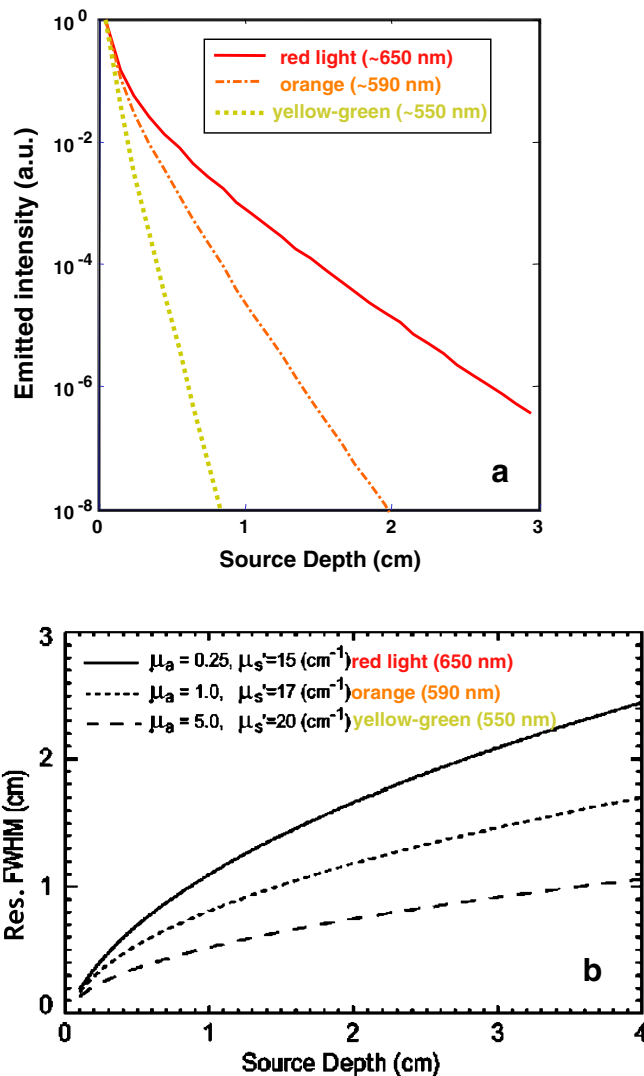 10^0
10^-2
10^-4
10^-6
10^-8
Emitted intensity (a.u.)
red light (~650 nm)
orange (~590 nm)
yellow-green (~550 nm)
a
0 1 2 3
Source Depth (cm)
3
2
1
0
Res. FWHM (cm)
μa = 0.25, μs'=15 (cm^-1) red light (650 nm)
μa = 1.0, μs'=17 (cm^-1) orange (590 nm)
μa = 5.0, μs'=20 (cm^-1) yellow-green (550 nm)
b
0 1 2 3 4
Source Depth (cm)